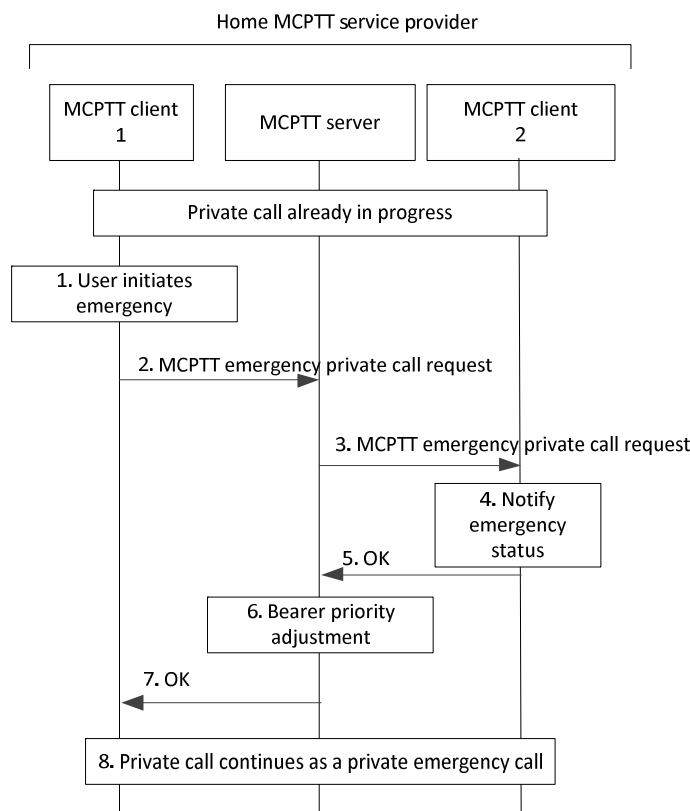 Home MCPTT service provider
MCPTT client
1
MCPTT server
MCPTT client
2
Private call already in progress
1. User initiates
emergency
2. MCPTT emergency private call request
3. MCPTT emergency private call request
4. Notify
emergency
status
5. OK
6. Bearer priority
adjustment
7. OK
8. Private call continues as a private emergency call